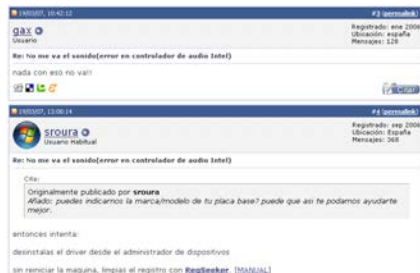 19/03/07, 10:42:12
#3 (permalink)
gax
Usuario
Registrado: ene 2006
Ubicación: españa
Mensajes: 128
Re: No me va el sonido(error en controlador de audio Intel)
nada con eso no va!!
Citar
19/03/07, 13:06:14
#4 (permalink)
sroura
Usuario Habitual
Registrado: sep 2006
Ubicación: España
Mensajes: 368
Re: No me va el sonido(error en controlador de audio Intel)
Cita:
Originalmente publicado por sroura
Añado: puedes indicarnos la marca/modelo de tu placa base? puede que asi te podamos ayudarte
mejor.
entonces intenta:
desinstalas el driver desde el administrador de dispositivos
sin reiniciar la maquina, limpias el registro con RegSeeker. [MANUAL]